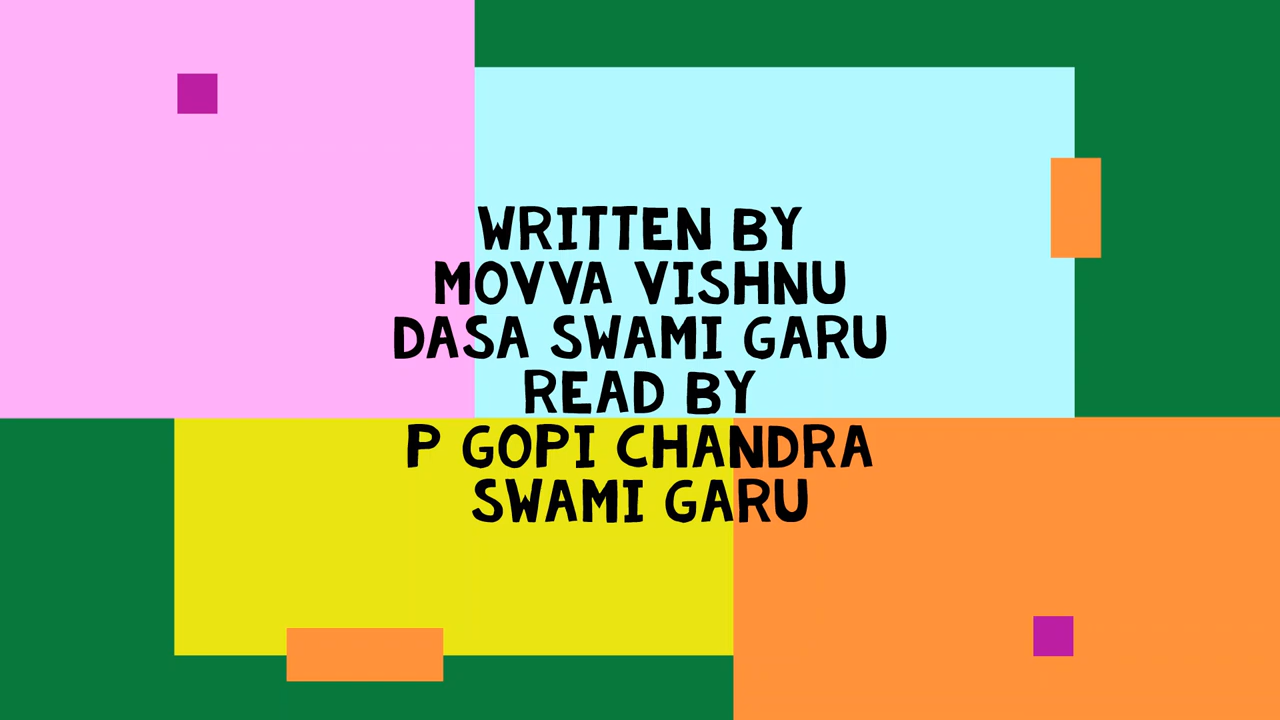 WRITTEN BY
MOVVA VISHNU
DASA SWAMI GARU
READ BY
P GOPI CHANDRA
SWAMI GARU